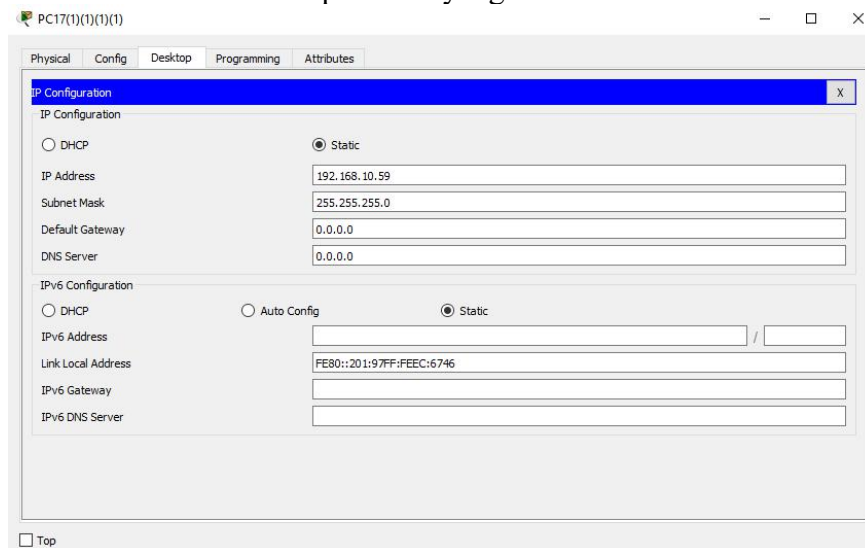 PC17(1)(1)(1)(1)
Physical Config Desktop Programming Attributes
IP Configuration X
IP Configuration
DHCP Static
IP Address 192.168.10.59
Subnet Mask 255.255.255.0
Default Gateway 0.0.0.0
DNS Server 0.0.0.0
IPv6 Configuration
DHCP Auto Config Static
IPv6 Address /
Link Local Address FE80::201:97FF:FEEC:6746
IPv6 Gateway
IPv6 DNS Server
Top